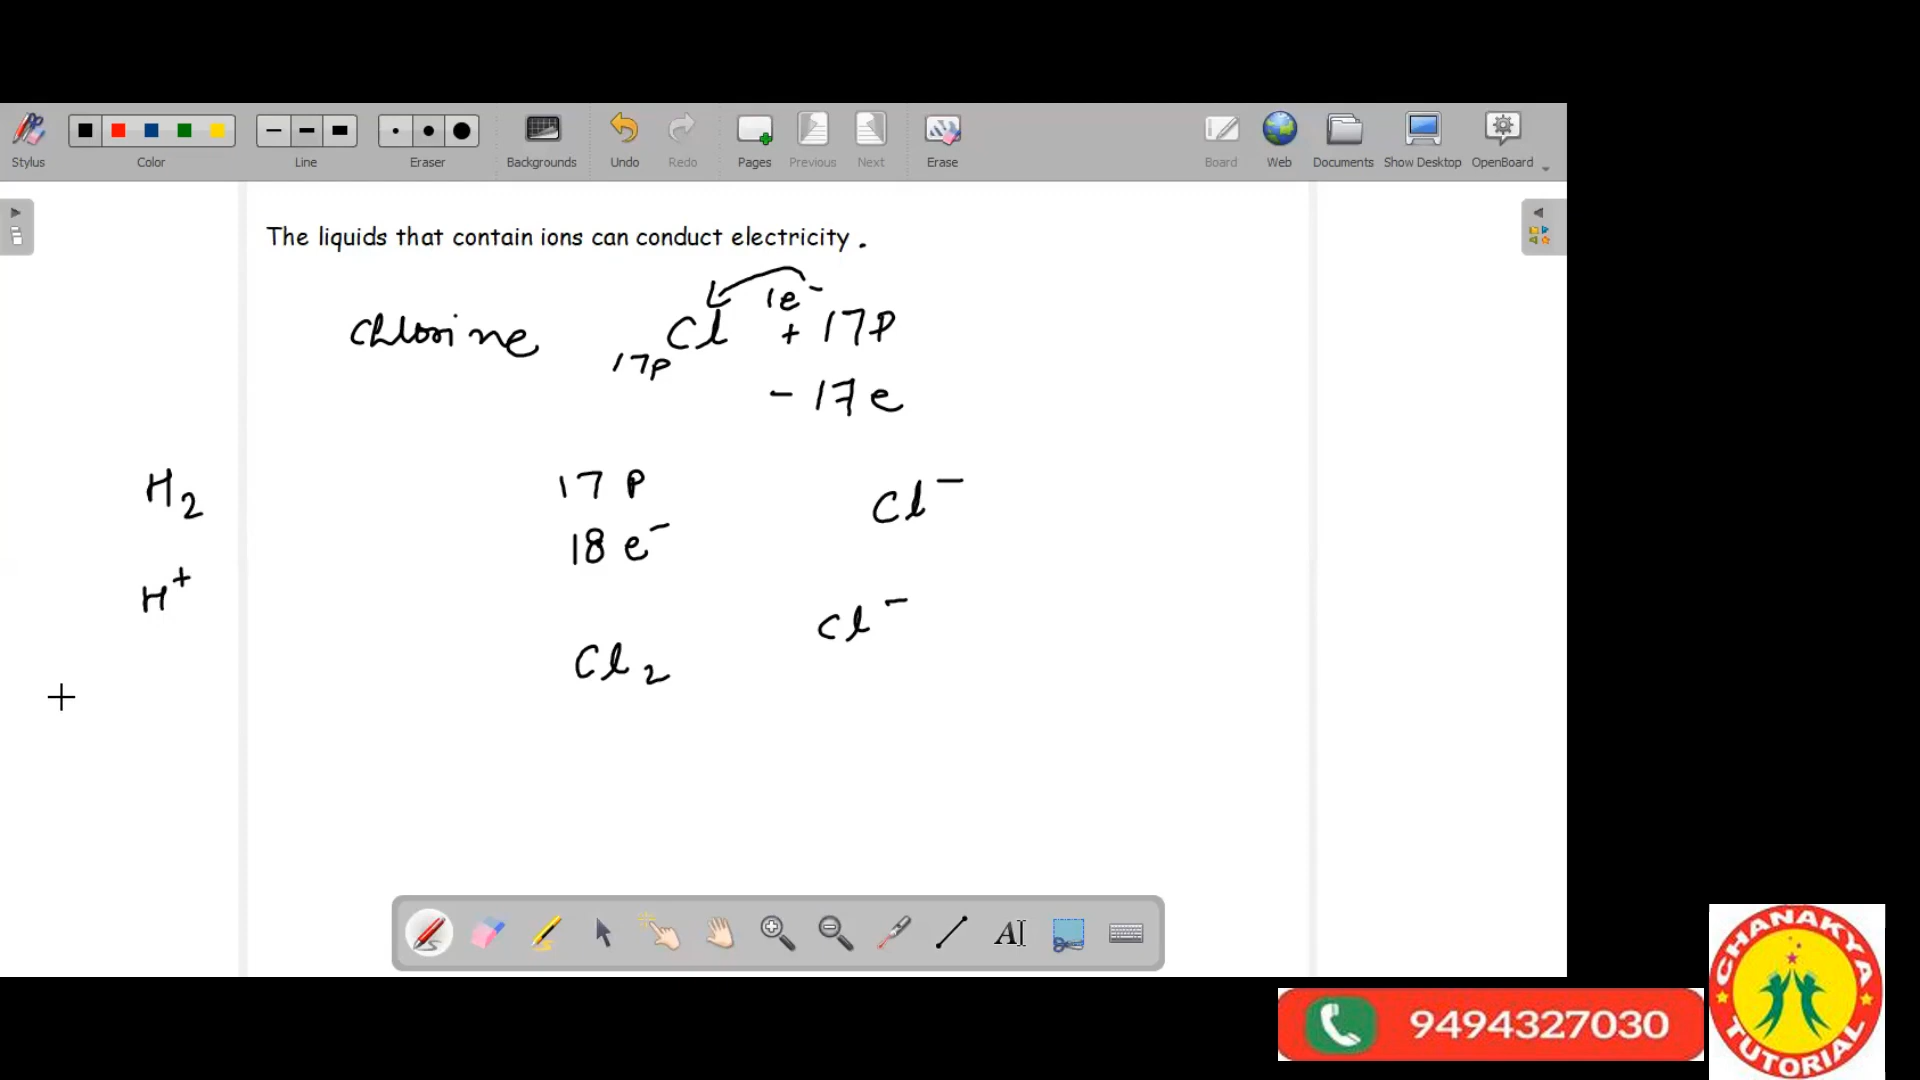 Stylus Color Line Eraser Backgrounds Undo Redo Pages Previous Next Erase Board Web Documents Show Desktop OpenBoard
The liquids that contain ions can conduct electricity .
1e⁻
Chlorine 17P Cl + 17P
- 17 e
17 P
18 e⁻
Cl⁻
H₂
H⁺
Cl⁻
Cl₂
AI
9494327030
CHANAKYA
TUTORIAL